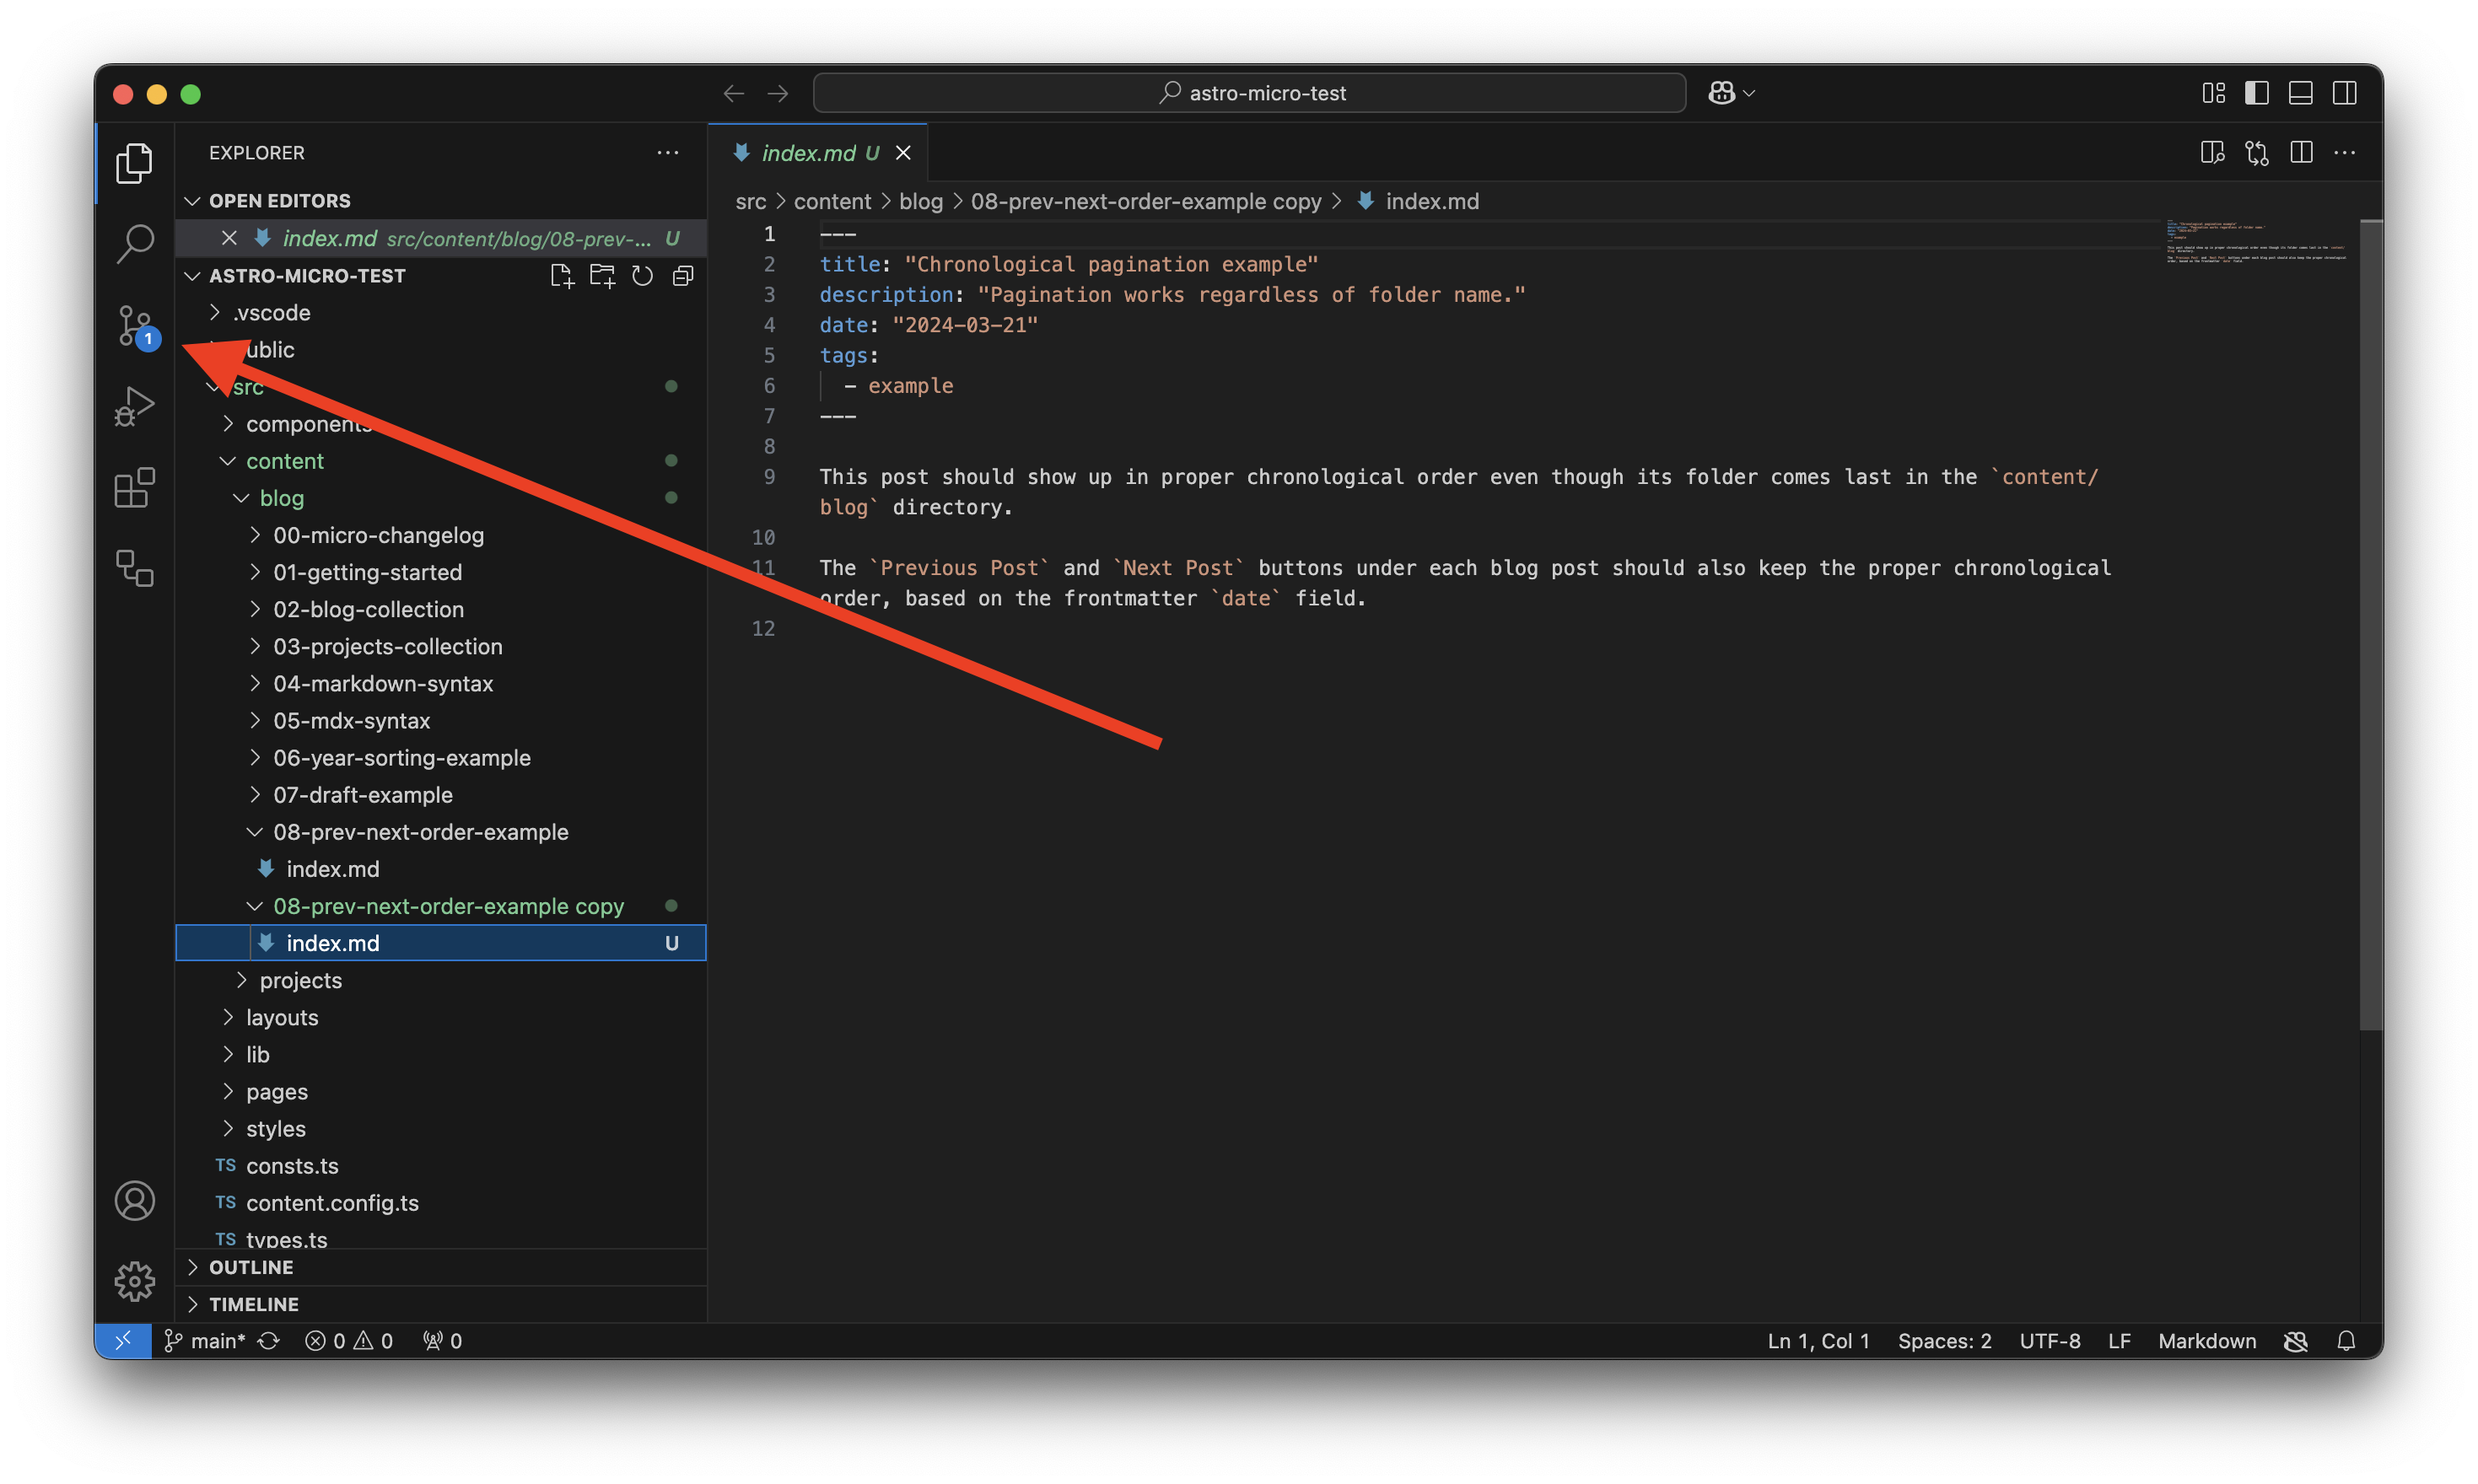 astro-micro-test
EXPLORER
OPEN EDITORS
index.md src/content/blog/08-prev-... U
ASTRO-MICRO-TEST
.vscode
ublic
src
components
content
blog
00-micro-changelog
01-getting-started
02-blog-collection
03-projects-collection
04-markdown-syntax
05-mdx-syntax
06-year-sorting-example
07-draft-example
08-prev-next-order-example
index.md
08-prev-next-order-example copy
index.md U
projects
layouts
lib
pages
styles
TS consts.ts
TS content.config.ts
TS types.ts
OUTLINE
TIMELINE
1
index.md U
src > content > blog > 08-prev-next-order-example copy > index.md
1 ---
2 title: "Chronological pagination example"
3 description: "Pagination works regardless of folder name."
4 date: "2024-03-21"
5 tags:
6 - example
7 ---
8
9 This post should show up in proper chronological order even though its folder comes last in the `content/
blog` directory.
10
11 The `Previous Post` and `Next Post` buttons under each blog post should also keep the proper chronological
order, based on the frontmatter `date` field.
12
main* 0 0 0
Ln 1, Col 1 Spaces: 2 UTF-8 LF Markdown